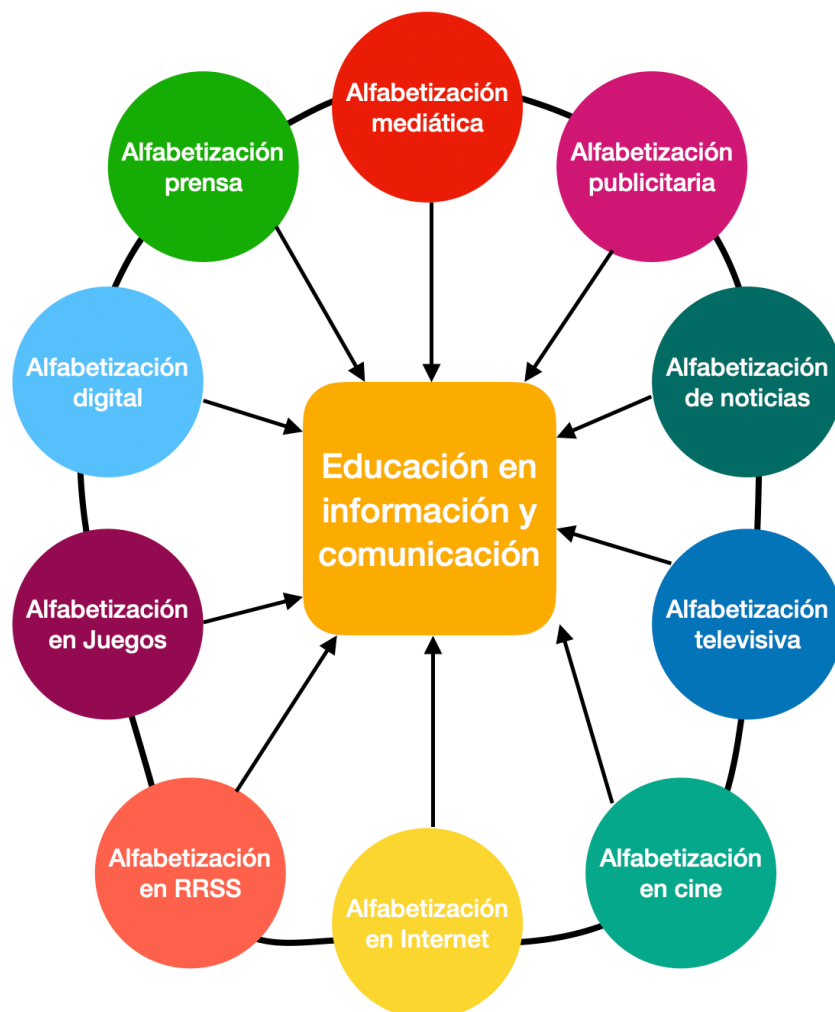 Alfabetización
mediática
Alfabetización
publicitaria
Alfabetización
de noticias
Alfabetización
televisiva
Alfabetización
en cine
Alfabetización
en Internet
Alfabetización
en RRSS
Alfabetización
en Juegos
Alfabetización
digital
Alfabetización
prensa
Educación en
información y
comunicación